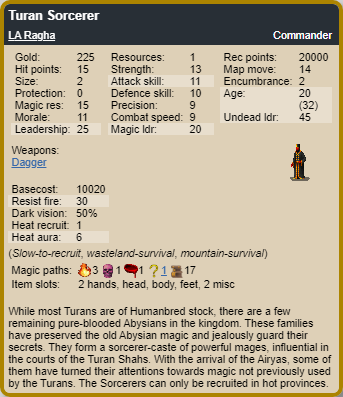 Turan Sorcerer
LA Ragha Commander
Gold: 225 Resources: 1 Rec points: 20000
Hit points: 15 Strength: 13 Map move: 14
Size: 2 Attack skill: 11 Encumbrance: 2
Protection: 0 Defence skill: 10 Age: 20
Magic res: 15 Precision: 9 (32)
Morale: 11 Combat speed: 9 Undead ldr: 45
Leadership: 25 Magic ldr: 20
Weapons:
Dagger
Basecost: 10020
Resist fire: 30
Dark vision: 50%
Heat recruit: 1
Heat aura: 6
(Slow-to-recruit, wasteland-survival, mountain-survival)
Magic paths: 3 1 1 ? 1 17
Item slots: 2 hands, head, body, feet, 2 misc
While most Turans are of Humanbred stock, there are a few
remaining pure-blooded Abysians in the kingdom. These families
have preserved the old Abysian magic and jealously guard their
secrets. They form a sorcerer-caste of powerful mages, influential in
the courts of the Turan Shahs. With the arrival of the Airyas, some of
them have turned their attentions towards magic not previously used
by the Turans. The Sorcerers can only be recruited in hot provinces.